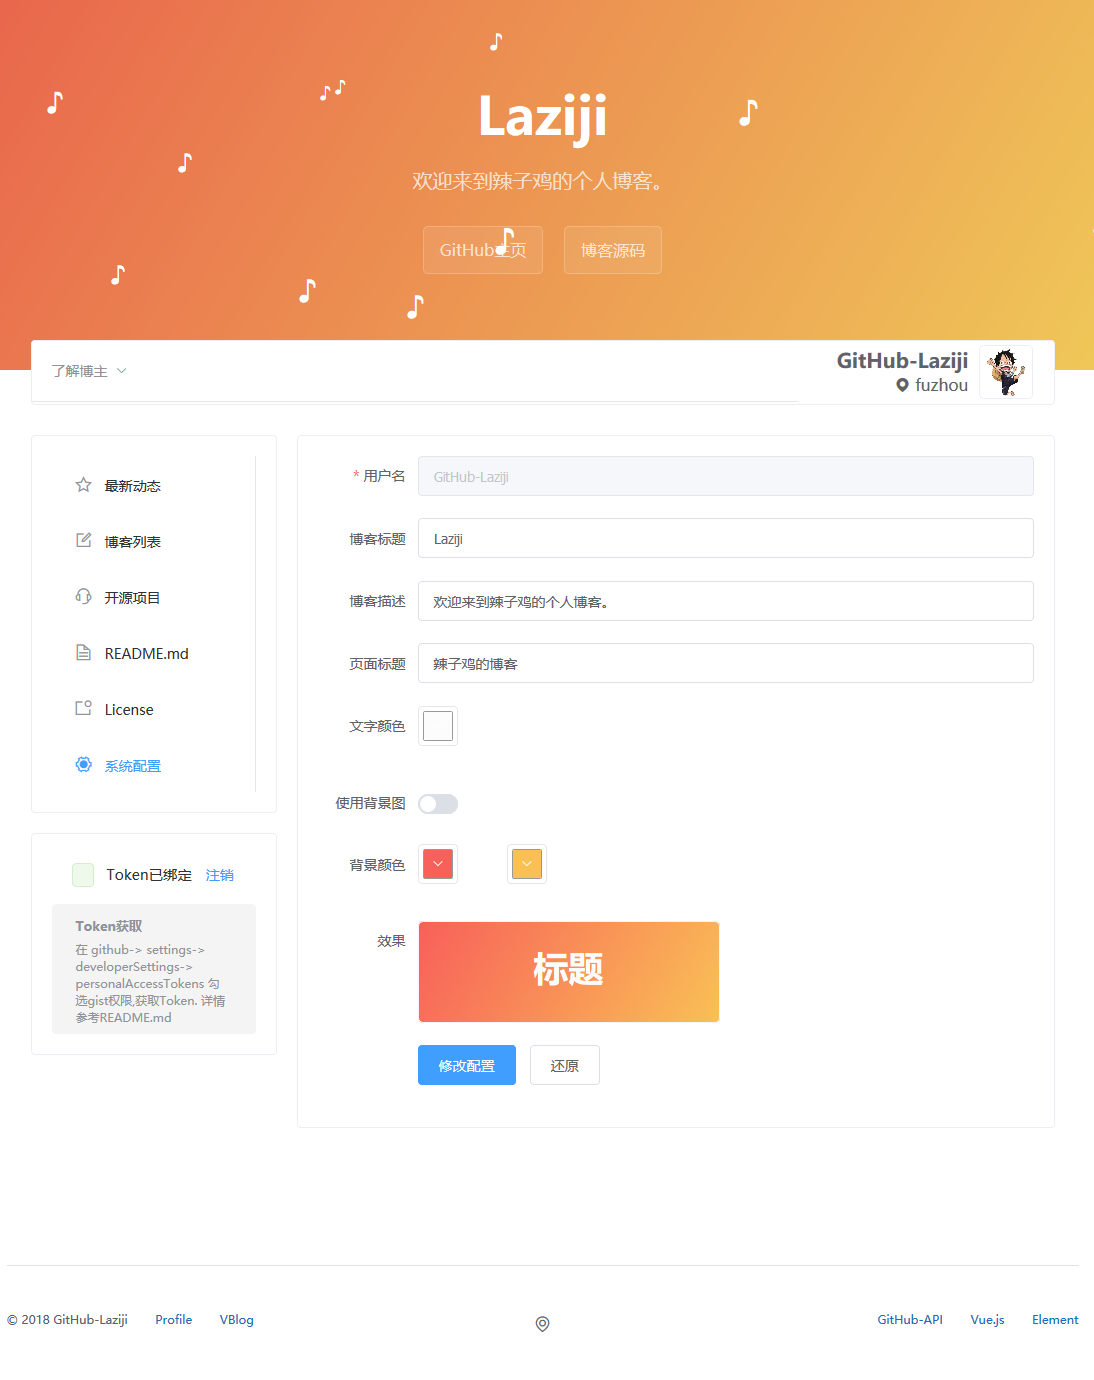 Laziji
欢迎来到辣子鸡的个人博客。
GitHub主页
博客源码
了解博主
GitHub-Laziji
fuzhou
最新动态
博客列表
开源项目
README.md
License
系统配置
Token已绑定 注销
Token获取
在 github-> settings->
developerSettings->
personalAccessTokens 勾
选gist权限,获取Token. 详情
参考README.md
* 用户名 GitHub-Laziji
博客标题 Laziji
博客描述 欢迎来到辣子鸡的个人博客。
页面标题 辣子鸡的博客
文字颜色
使用背景图
背景颜色
效果
标题
修改配置 还原
© 2018 GitHub-Laziji Profile VBlog GitHub-API Vue.js Element